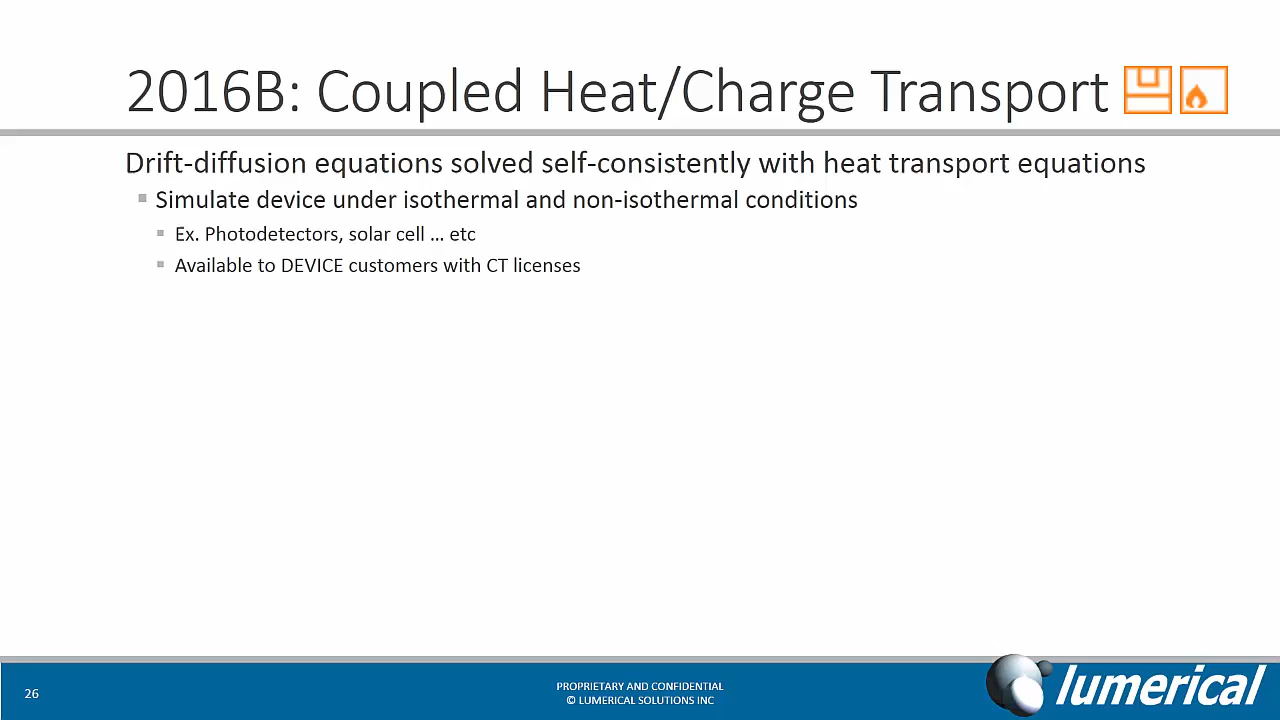 2016B: Coupled Heat/Charge Transport
Drift-diffusion equations solved self-consistently with heat transport equations
Simulate device under isothermal and non-isothermal conditions
Ex. Photodetectors, solar cell ... etc
Available to DEVICE customers with CT licenses
26
PROPRIETARY AND CONFIDENTIAL
© LUMERICAL SOLUTIONS INC
lumerical